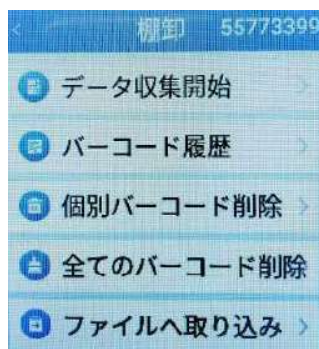 棚卸 55773399
データ収集開始
バーコード履歴
個別バーコード削除
全てのバーコード削除
ファイルへ取り込み